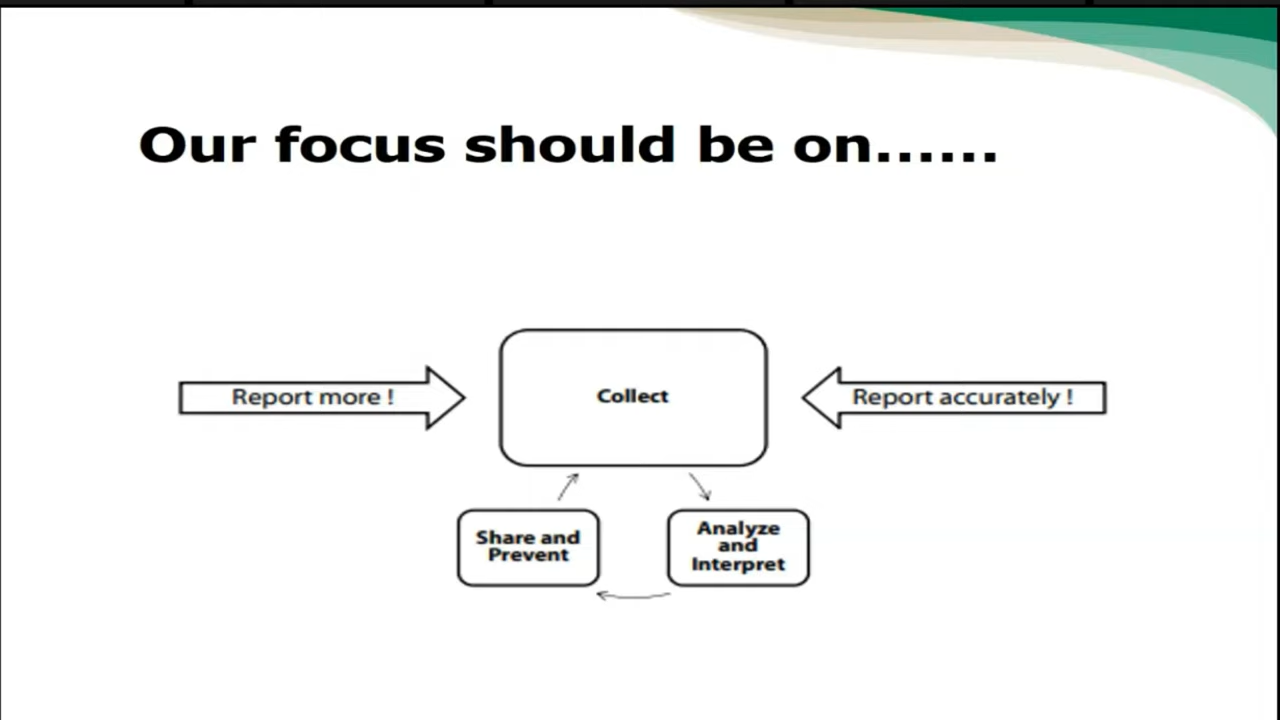 Our focus should be on......
Report more !
Collect
Report accurately !
Share and
Prevent
Analyze
and
Interpret